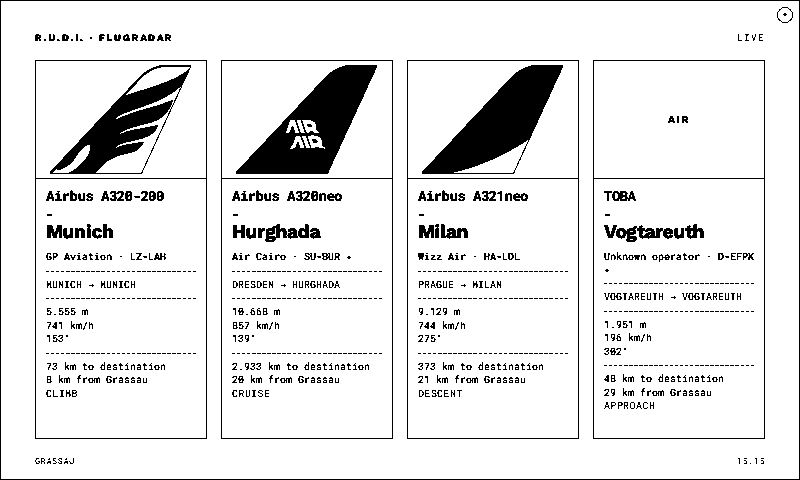 R.U.D.I. · FLUGRADAR
LIVE
AIR
AIR
AIR
Airbus A320-200
-
Munich
GP Aviation · LZ-LAH
MUNICH → MUNICH
5.555 m
741 km/h
153°
73 km to destination
8 km from Grassau
CLIMB
Airbus A320neo
-
Hurghada
Air Cairo · SU-BUR ✦
DRESDEN → HURGHADA
10.668 m
857 km/h
139°
2.933 km to destination
20 km from Grassau
CRUISE
Airbus A321neo
-
Milan
Wizz Air · HA-LDL
PRAGUE → MILAN
9.129 m
744 km/h
275°
373 km to destination
21 km from Grassau
DESCENT
TOBA
-
Vogtareuth
Unknown operator · D-EFPK
✦
VOGTAREUTH → VOGTAREUTH
1.951 m
196 km/h
302°
48 km to destination
29 km from Grassau
APPROACH
GRASSAU
15.15